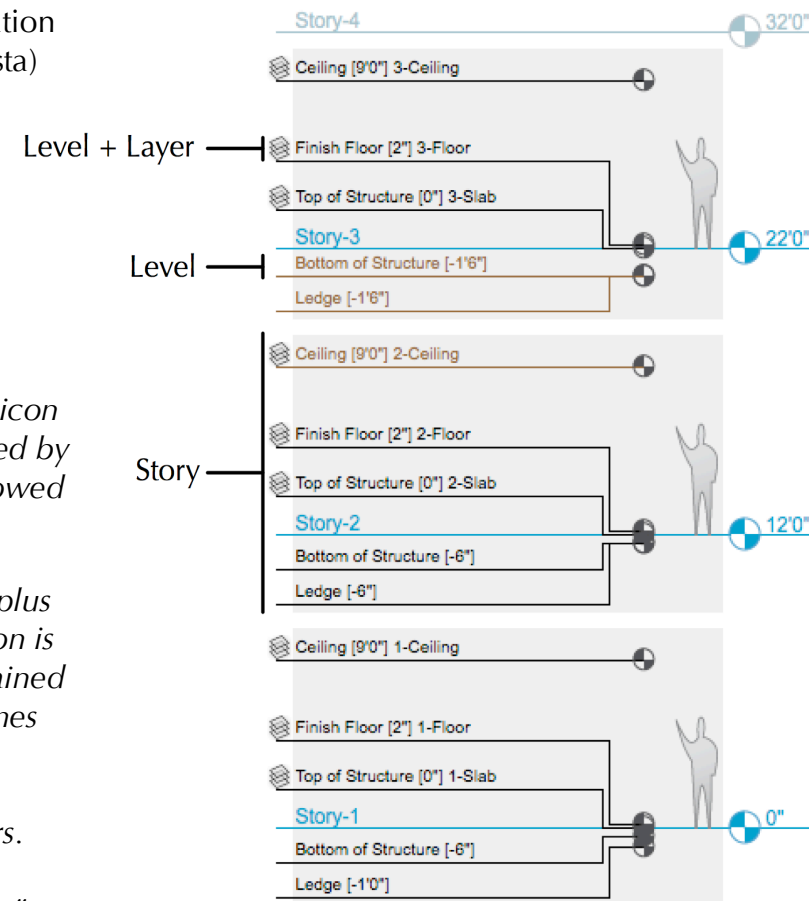 Story-4 32'0"
sta)
Ceiling [9'0"] 3-Ceiling
Level + Layer
Finish Floor [2"] 3-Floor
Top of Structure [0"] 3-Slab
Story-3 22'0"
Level
Bottom of Structure [-1'6"]
Ledge [-1'6"]
Ceiling [9'0"] 2-Ceiling
icon
ed by
Finish Floor [2"] 2-Floor
Story
Top of Structure [0"] 2-Slab
owed
Story-2 12'0"
Bottom of Structure [-6"]
plus
Ledge [-6"]
on is
Ceiling [9'0"] 1-Ceiling
ained
nes
Finish Floor [2"] 1-Floor
Top of Structure [0"] 1-Slab
Story-1 0"
rs.
Bottom of Structure [-6"]
Ledge [-1'0"]